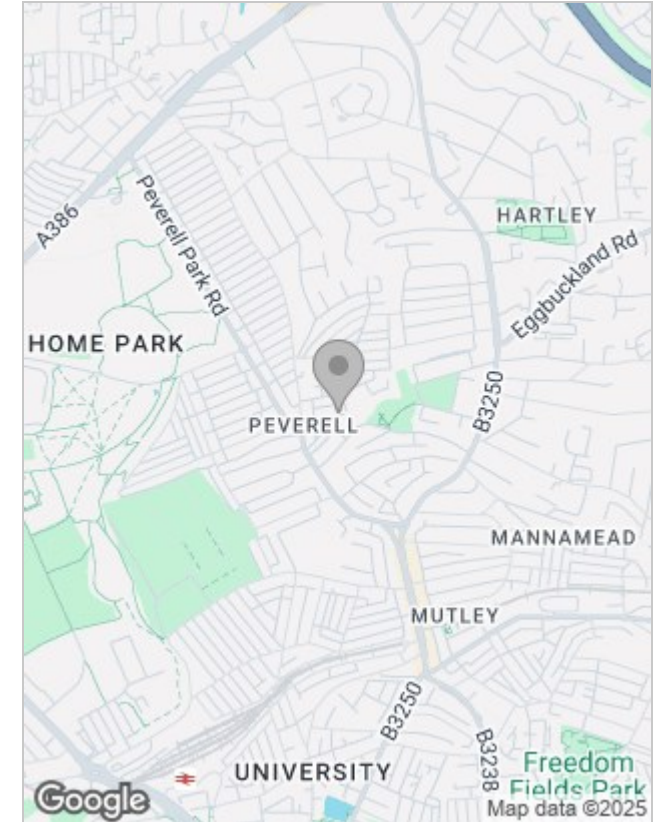 A386
Peverell Park Rd
HARTLEY
Eggbuckland Rd
HOME PARK
B3250
PEVERELL
MANNAMEAD
MUTLEY
B3250
B3238
UNIVERSITY
Freedom
Fields Park
Google
Map data ©2025